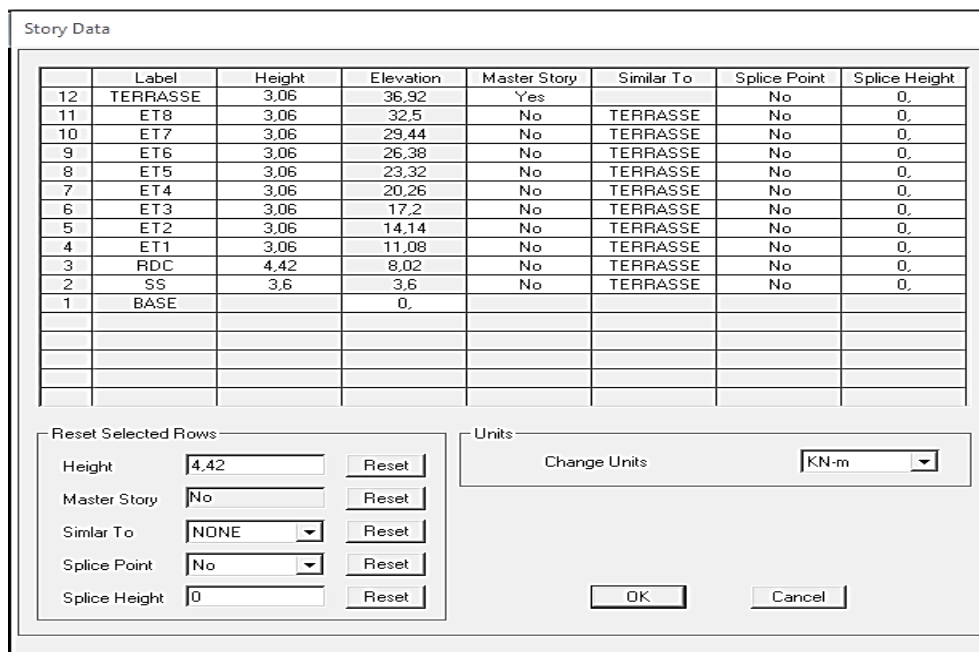 Story Data
Label Height Elevation Master Story Similar To Splice Point Splice Height
12 TERRASSE 3,06 36,92 Yes No 0,
11 ET8 3,06 32,5 No TERRASSE No 0,
10 ET7 3,06 29,44 No TERRASSE No 0,
9 ET6 3,06 26,38 No TERRASSE No 0,
8 ET5 3,06 23,32 No TERRASSE No 0,
7 ET4 3,06 20,26 No TERRASSE No 0,
6 ET3 3,06 17,2 No TERRASSE No 0,
5 ET2 3,06 14,14 No TERRASSE No 0,
4 ET1 3,06 11,08 No TERRASSE No 0,
3 RDC 4,42 8,02 No TERRASSE No 0,
2 SS 3,6 3,6 No TERRASSE No 0,
1 BASE 0,
Reset Selected Rows
Height 4,42 Reset
Master Story No Reset
Simlar To NONE Reset
Splice Point No Reset
Splice Height 0 Reset
Units
Change Units KN-m
OK Cancel